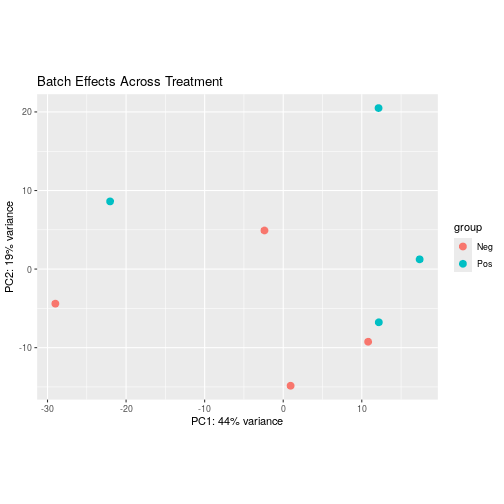 Batch Effects Across Treatment
20
10
0
-10
PC2: 19% variance
-30
-20
-10
0
10
PC1: 44% variance
group
Neg
Pos